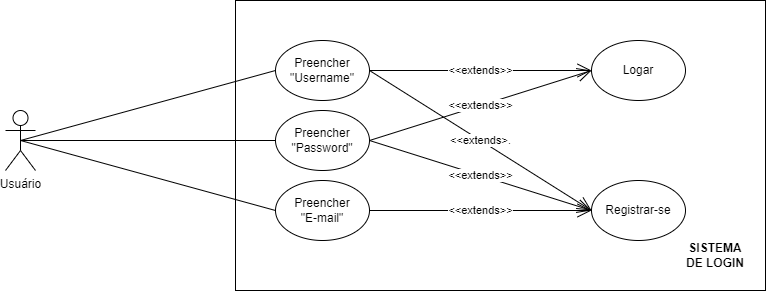 Preencher
"Username"
<<extends>>
Logar
<<extends>>
Preencher
"Password"
<<extends>.
Usuário
<<extends>>
Preencher
"E-mail"
<<extends>>
Registrar-se
SISTEMA
DE LOGIN